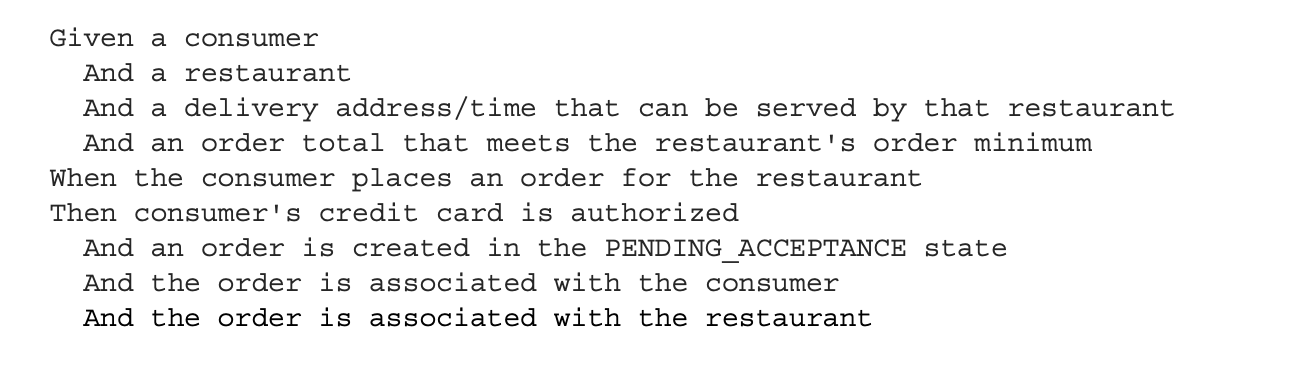 Given a consumer
And a restaurant
And a delivery address/time that can be served by that restaurant
And an order total that meets the restaurant's order minimum
When the consumer places an order for the restaurant
Then consumer's credit card is authorized
And an order is created in the PENDING_ACCEPTANCE state
And the order is associated with the consumer
And the order is associated with the restaurant